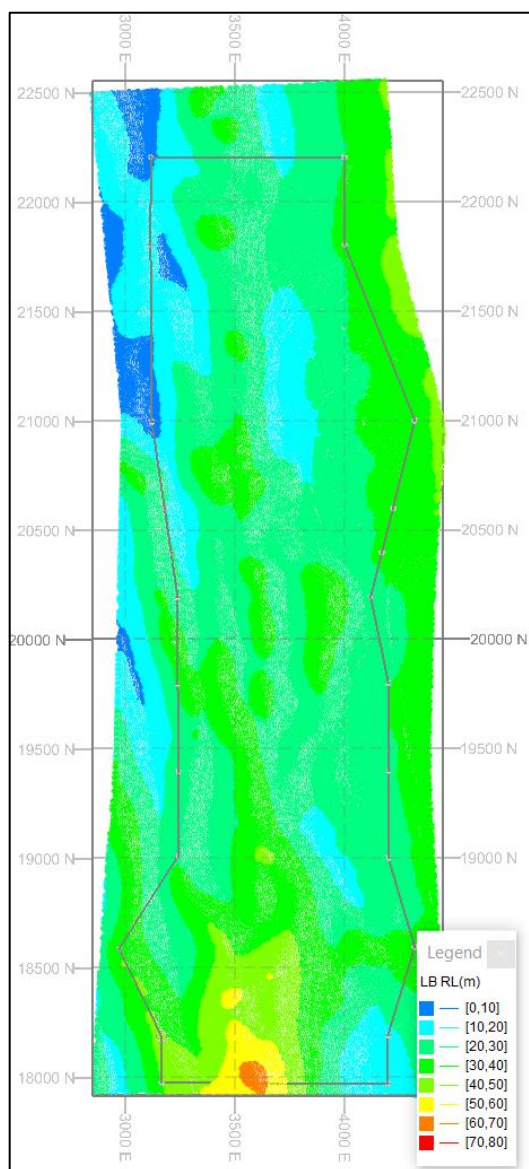 3000 E 3500 E 4000 E
22500 N 22500 N
22000 N 22000 N
21500 N 21500 N
21000 N 21000 N
20500 N 20500 N
20000 N 20000 N
19500 N 19500 N
19000 N 19000 N
18500 N
18000 N
3000 E 3500 E 4000 E
Legend
LB RL(m)
[0,10]
[10,20]
[20,30]
[30,40]
[40,50]
[50,60]
[60,70]
[70,80]